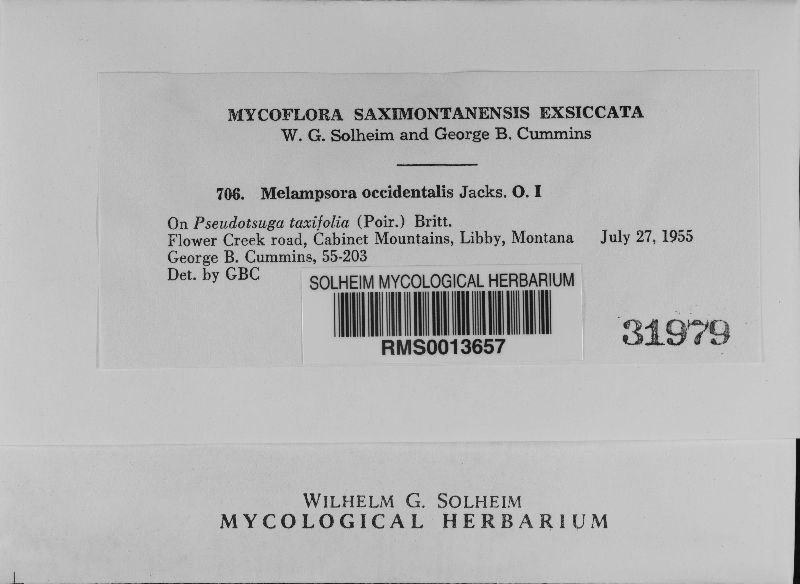 MYCOFLORA SAXIMONTANENSIS EXSICCATA
W. G. Solheim and George B. Cummins
706. Melampsora occidentalis Jacks. O. I
On Pseudotsuga taxifolia (Poir.) Britt.
Flower Creek road, Cabinet Mountains, Libby, Montana July 27, 1955
George B. Cummins, 55-203
Det. by GBC
SOLHEIM MYCOLOGICAL HERBARIUM
RMS0013657
31979
WILHELM G. SOLHEIM
MYCOLOGICAL HERBARIUM